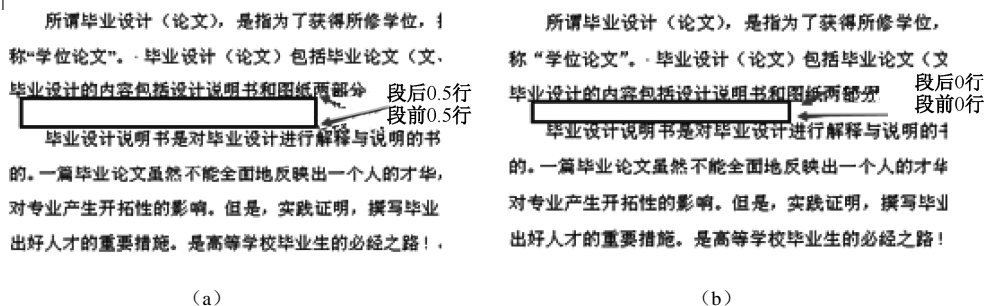 所谓毕业设计（论文），是指为了获得所修学位，
称“学位论文”。·毕业设计（论文）包括毕业论文（文、
毕业设计的内容包括设计说明书和图纸两部分
段后0.5行
段前0.5行
毕业设计说明书是对毕业设计进行解释与说明的书
的。一篇毕业论文虽然不能全面地反映出一个人的才华，
对专业产生开拓性的影响。但是，实践证明，撰写毕业
出好人才的重要措施。是高等学校毕业生的必经之路！
（a）
所谓毕业设计（论文），是指为了获得所修学位，
称“学位论文”。·毕业设计（论文）包括毕业论文（文
毕业设计的内容包括设计说明书和图纸两部分
段后0行
段前0行
毕业设计说明书是对毕业设计进行解释与说明的
的。一篇毕业论文虽然不能全面地反映出一个人的才华
对专业产生开拓性的影响。但是，实践证明，撰写毕业
出好人才的重要措施。是高等学校毕业生的必经之路！
（b）